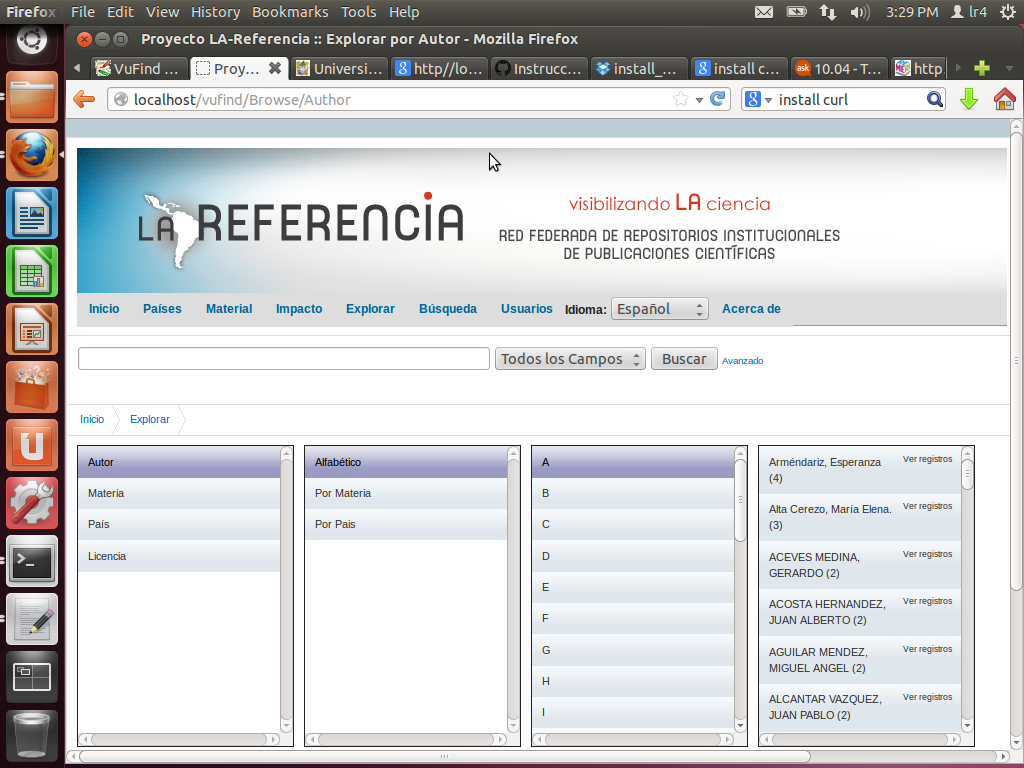 Firefox File Edit View History Bookmarks Tools Help 3:29 PM lr4
Proyecto LA-Referencia :: Explorar por Autor - Mozilla Firefox
VuFind ... Proy... Universi... http//lo... Instrucc... install_... install c... 10.04 - T... http.
localhost/vufind/Browse/Author install curl
LA REFERENCIA
visibilizando LA ciencia
RED FEDERADA DE REPOSITORIOS INSTITUCIONALES
DE PUBLICACIONES CIENTÍFICAS
Inicio Países Material Impacto Explorar Búsqueda Usuarios Idioma: Español Acerca de
Todos los Campos Buscar Avanzado
Inicio Explorar
Autor
Materia
País
Licencia
Alfabético
Por Materia
Por Pais
A
B
C
D
E
F
G
H
I
Arméndariz, Esperanza Ver registros
(4)
Alta Cerezo, María Elena. Ver registros
(3)
ACEVES MEDINA, Ver registros
GERARDO (2)
ACOSTA HERNANDEZ, Ver registros
JUAN ALBERTO (2)
AGUILAR MENDEZ, Ver registros
MIGUEL ANGEL (2)
ALCANTAR VAZQUEZ, Ver registros
JUAN PABLO (2)